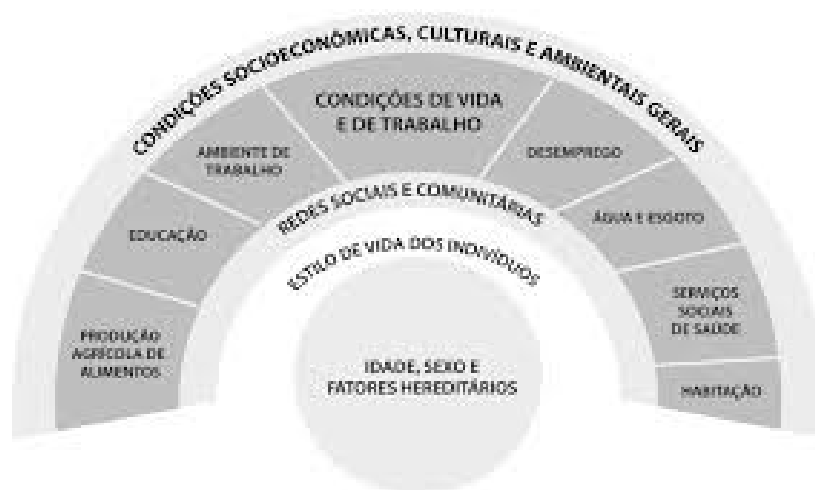 CONDIÇÕES SOCIOECONÔMICAS, CULTURAIS E AMBIENTAIS GERAIS
CONDIÇÕES DE VIDA
E DE TRABALHO
AMBIENTE DE
TRABALHO
DESEMPREGO
EDUCAÇÃO
ÁGUA E ESGOTO
PRODUÇÃO
AGRÍCOLA DE
ALIMENTOS
SERVIÇOS
SOCIAIS
DE SAÚDE
HABITAÇÃO
REDES SOCIAIS E COMUNITÁRIAS
ESTILO DE VIDA DOS INDIVÍDUOS
IDADE, SEXO E
FATORES HEREDITÁRIOS